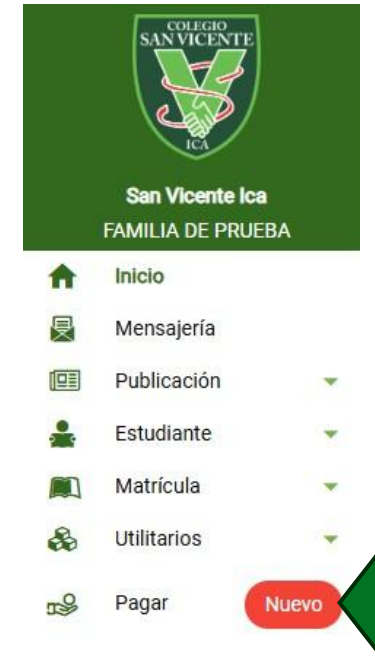 COLEGIO
SAN VICENTE
ICA
San Vicente Ica
FAMILIA DE PRUEBA
Inicio
Mensajería
Publicación
Estudiante
Matrícula
Utilitarios
Pagar Nuevo